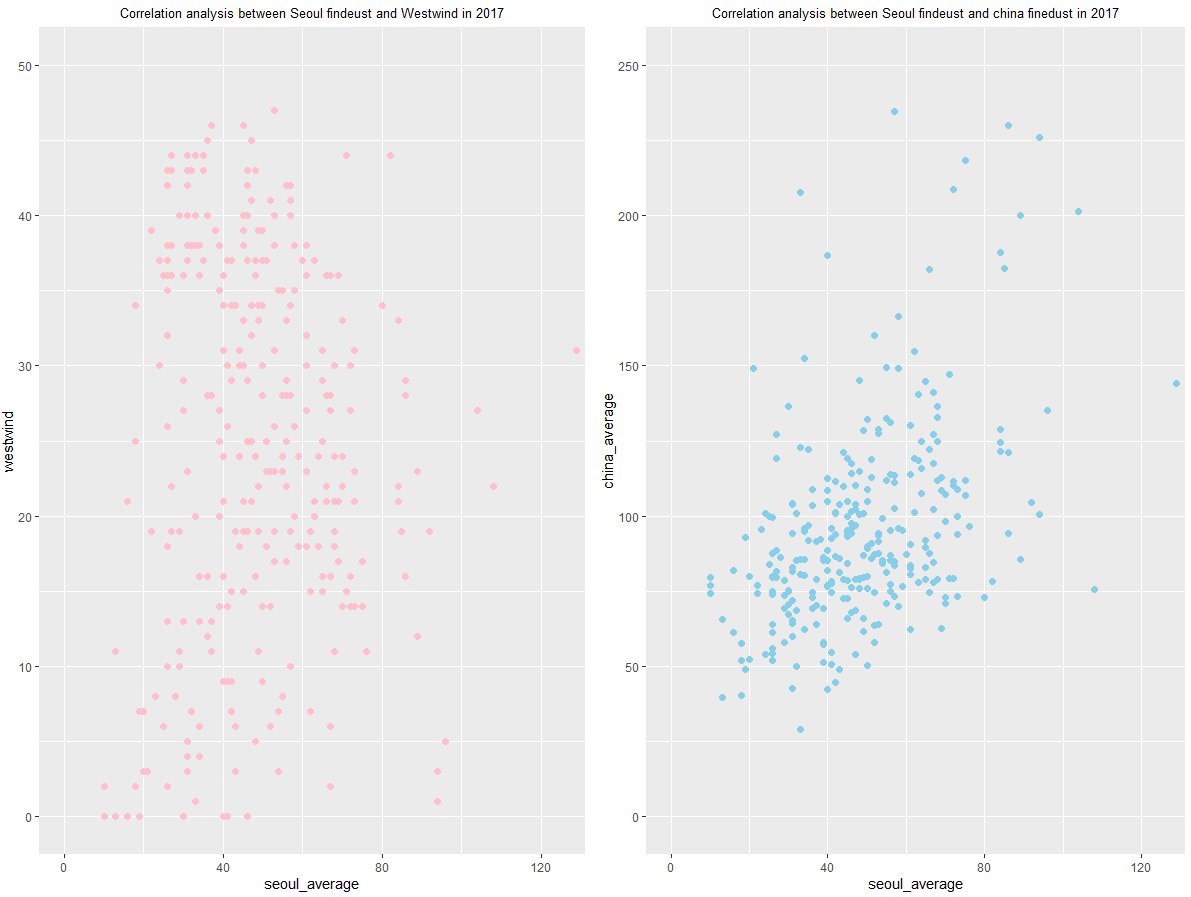 Correlation analysis between Seoul findeust and Westwind in 2017
50
40
30
20
10
0
westwind
0 40 80 120
seoul_average
Correlation analysis between Seoul findeust and china finedust in 2017
250
200
150
100
50
0
china_average
0 40 80 120
seoul_average